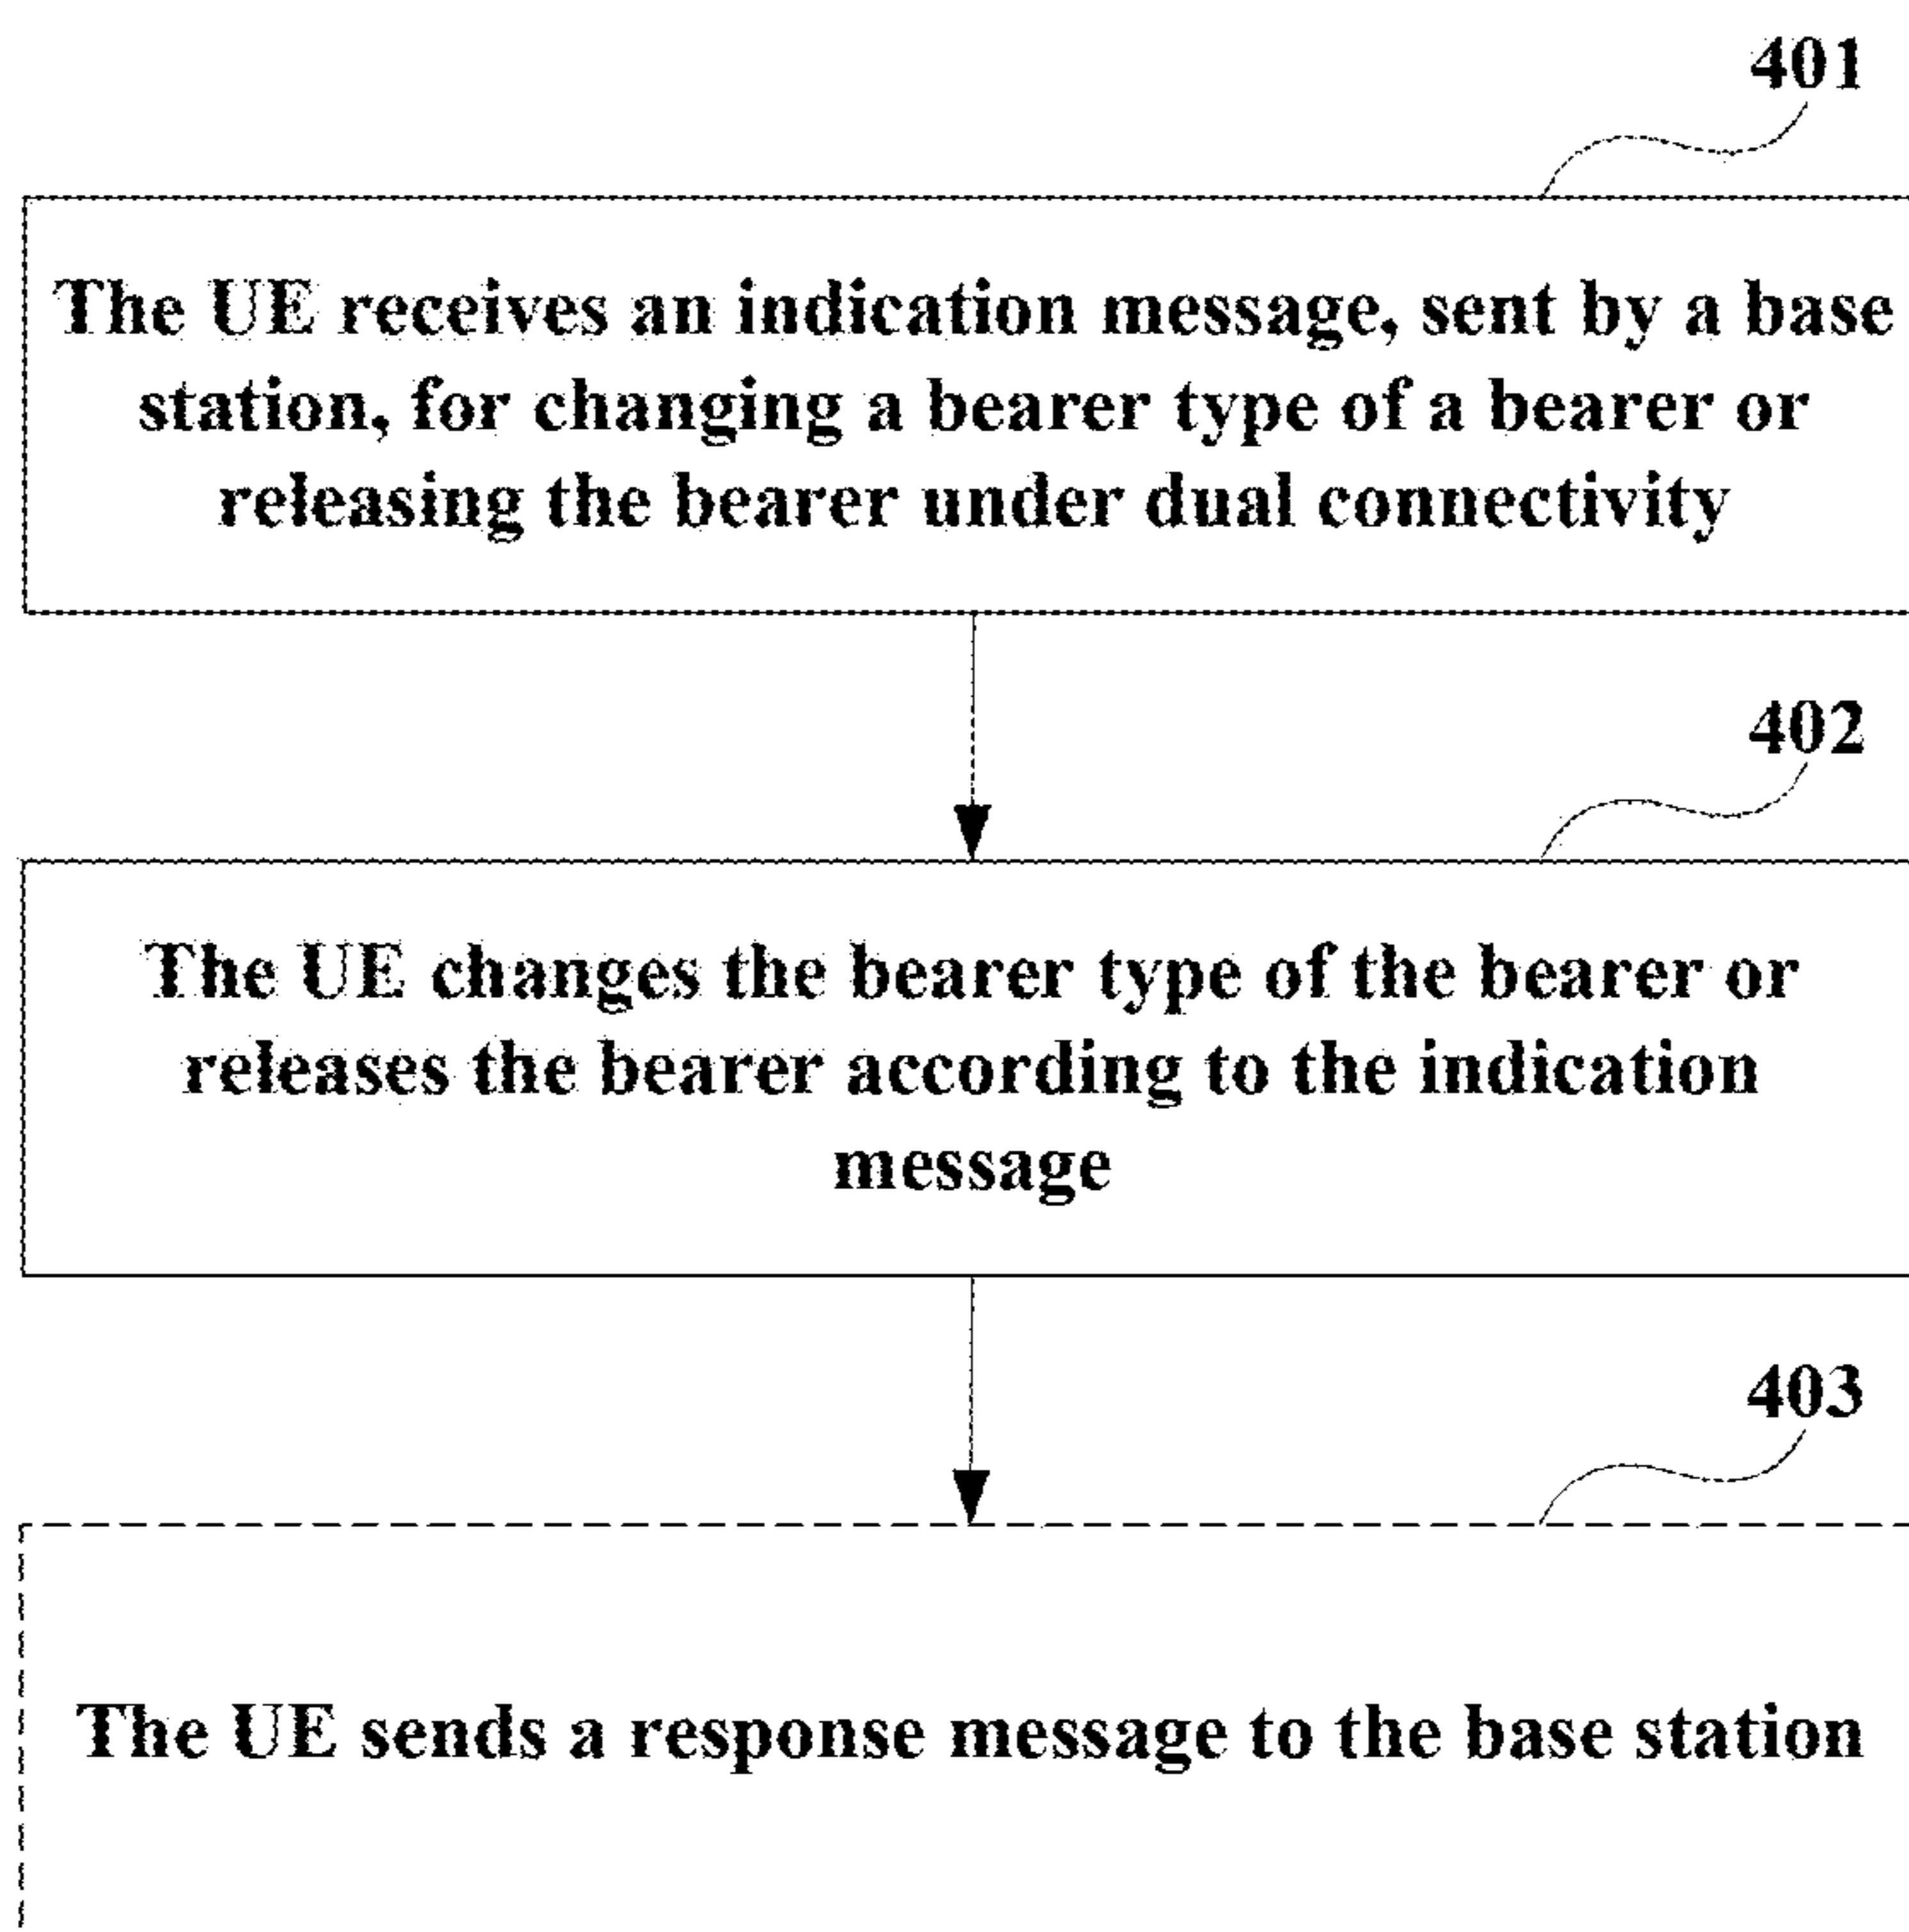 401
The UE receives an indication message, sent by a base
station, for changing a bearer type of a bearer or
releasing the bearer under dual connectivity
402
The UE changes the bearer type of the bearer or
releases the bearer according to the indication
message
403
The UE sends a response message to the base station